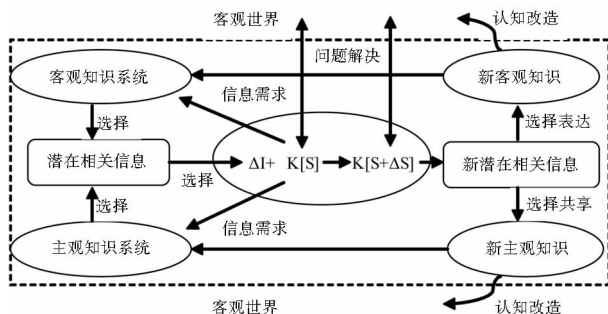 客观世界
认知改造
问题解决
客观知识系统
新客观知识
信息需求
选择
选择表达
潜在相关信息
选择
ΔI+ K[S] K[S+ΔS]
新潜在相关信息
选择
选择共享
信息需求
主观知识系统
新主观知识
客观世界
认知改造